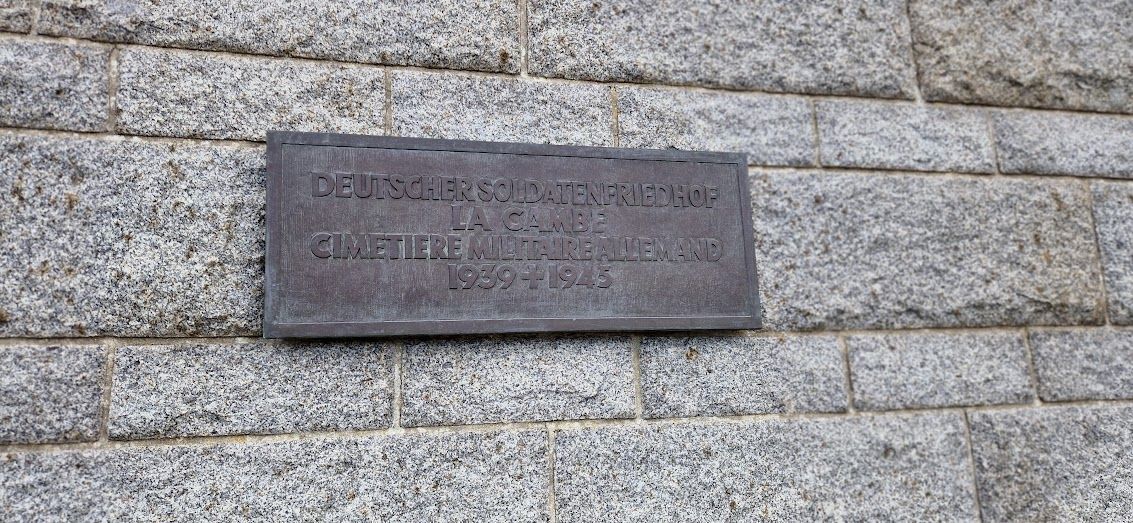 DEUTSCHER SOLDATENFRIEDHOF
LA CAMBE
CIMETIERE MILITAIRE ALLEMAND
1939 + 1945